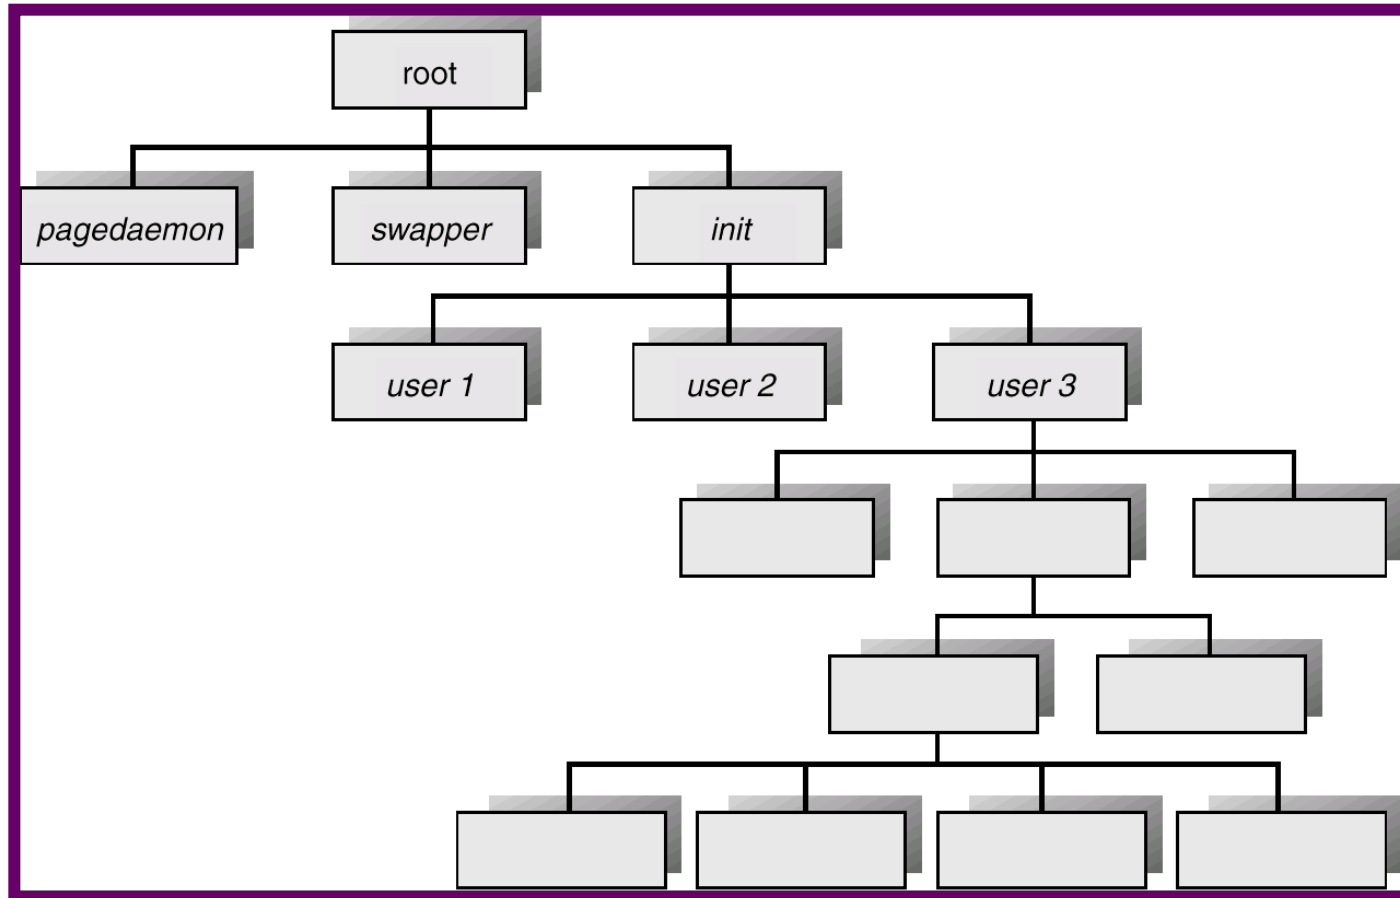 root
pagedaemon
swapper
init
user 1
user 2
user 3